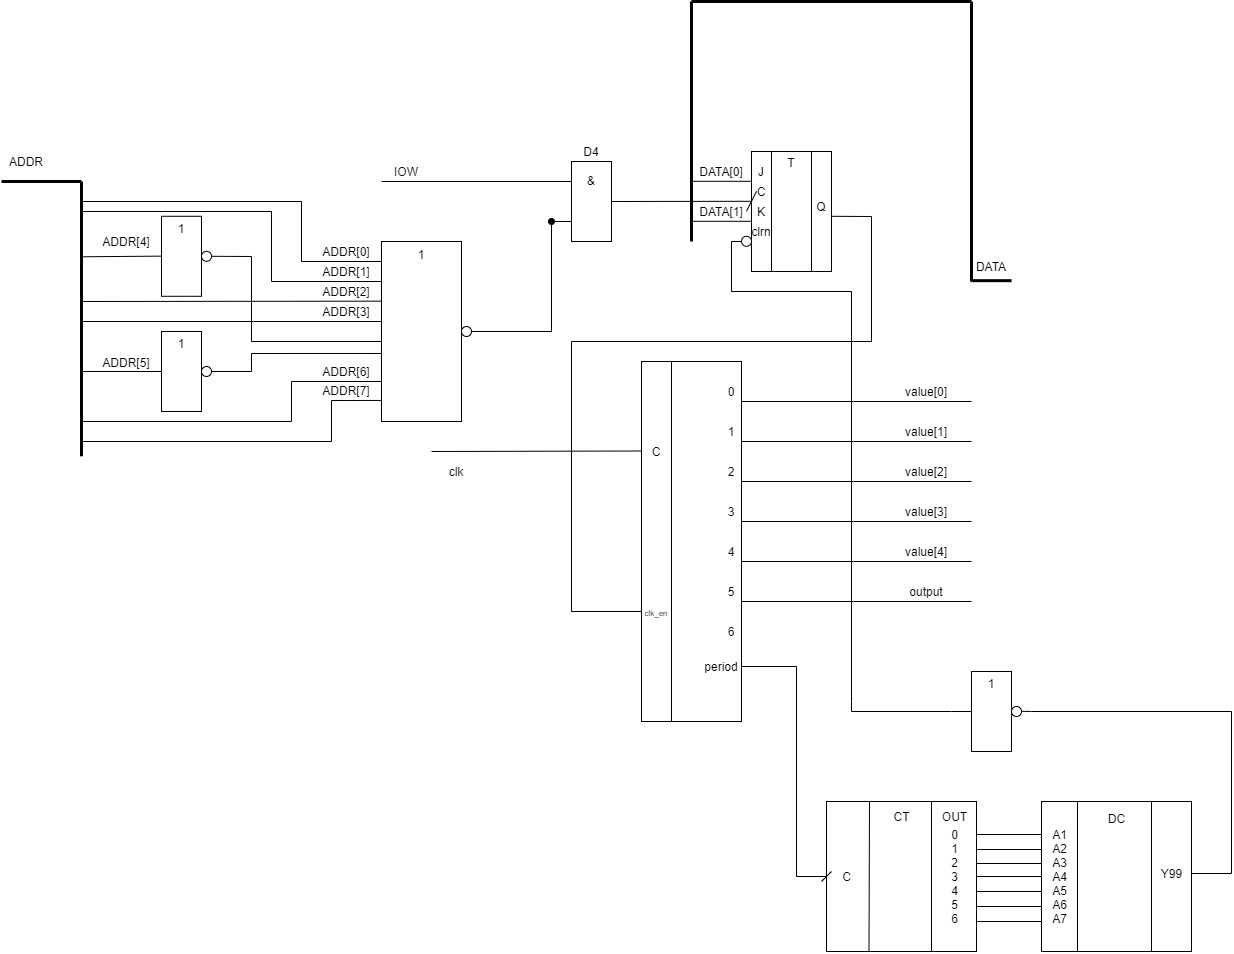 D4
ADDR
IOW
&
DATA[0]
J
T
C
DATA[1]
K
Q
clrn
1
ADDR[4]
ADDR[0]
1
ADDR[1]
DATA
ADDR[2]
ADDR[3]
1
ADDR[5]
ADDR[6]
ADDR[7]
0
value[0]
1
value[1]
C
clk
2
value[2]
3
value[3]
4
value[4]
5
output
clk_en
6
period
1
CT
OUT
DC
0
A1
1
A2
2
A3
C
3
A4
Y99
4
A5
5
A6
6
A7